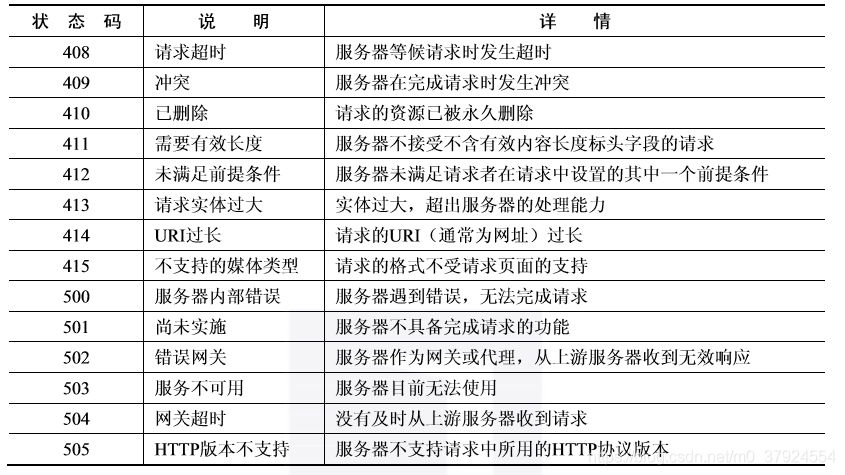 状 态 码 说 明 详 情
408 请求超时 服务器等候请求时发生超时
409 冲突 服务器在完成请求时发生冲突
410 已删除 请求的资源已被永久删除
411 需要有效长度 服务器不接受不含有效内容长度标头字段的请求
412 未满足前提条件 服务器未满足请求者在请求中设置的其中一个前提条件
413 请求实体过大 实体过大，超出服务器的处理能力
414 URI过长 请求的URI（通常为网址）过长
415 不支持的媒体类型 请求的格式不受请求页面的支持
500 服务器内部错误 服务器遇到错误，无法完成请求
501 尚未实施 服务器不具备完成请求的功能
502 错误网关 服务器作为网关或代理，从上游服务器收到无效响应
503 服务不可用 服务器目前无法使用
504 网关超时 没有及时从上游服务器收到请求
505 HTTP版本不支持 服务器不支持请求中所用的HTTP协议版本
https://blog.csdn.net/m0_37924554